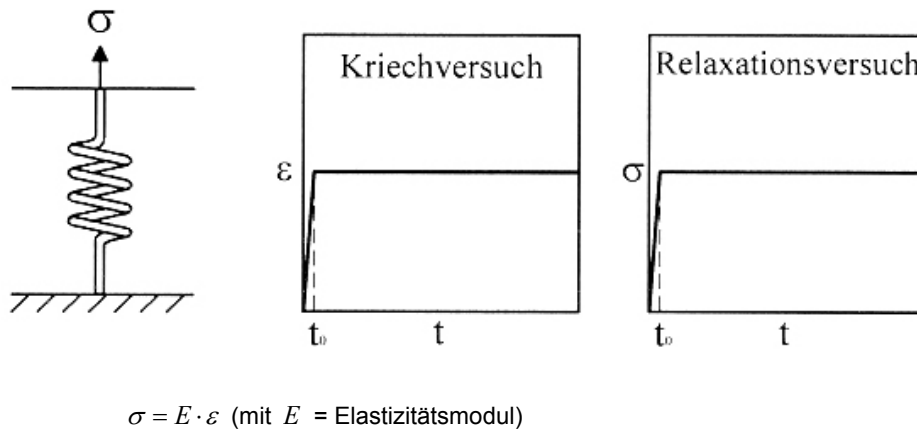 σ
Kriechversuch
ε
t₀
t
Relaxationsversuch
σ
t₀
t
σ = E · ε (mit E = Elastizitätsmodul)